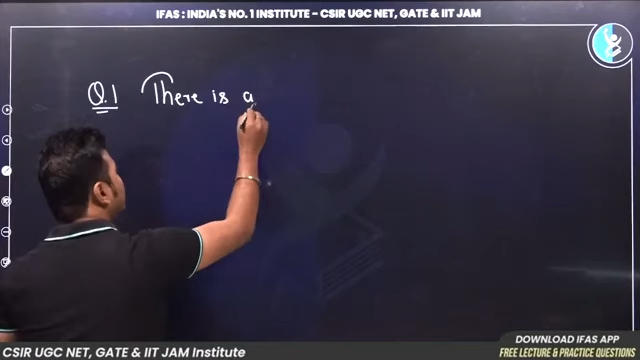 IFAS : INDIA'S NO. 1 INSTITUTE - CSIR UGC NET, GATE & IIT JAM
Q.1 There is a
DOWNLOAD IFAS APP
CSIR UGC NET, GATE & IIT JAM Institute
FREE LECTURE & PRACTICE QUESTIONS